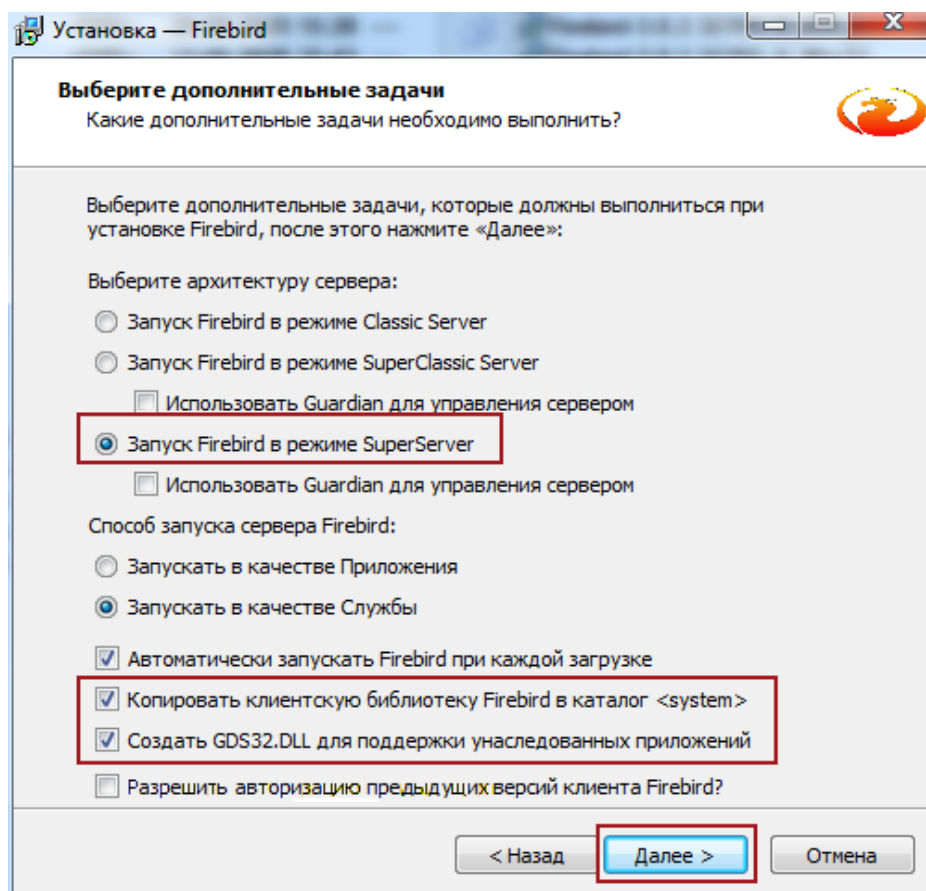 Установка — Firebird
Выберите дополнительные задачи
Какие дополнительные задачи необходимо выполнить?
Выберите дополнительные задачи, которые должны выполниться при
установке Firebird, после этого нажмите «Далее»:
Выберите архитектуру сервера:
Запуск Firebird в режиме Classic Server
Запуск Firebird в режиме SuperClassic Server
Использовать Guardian для управления сервером
Запуск Firebird в режиме SuperServer
Использовать Guardian для управления сервером
Способ запуска сервера Firebird:
Запускать в качестве Приложения
Запускать в качестве Службы
Автоматически запускать Firebird при каждой загрузке
Копировать клиентскую библиотеку Firebird в каталог <system>
Создать GDS32.DLL для поддержки унаследованных приложений
Разрешить авторизацию предыдущих версий клиента Firebird?
< Назад Далее > Отмена